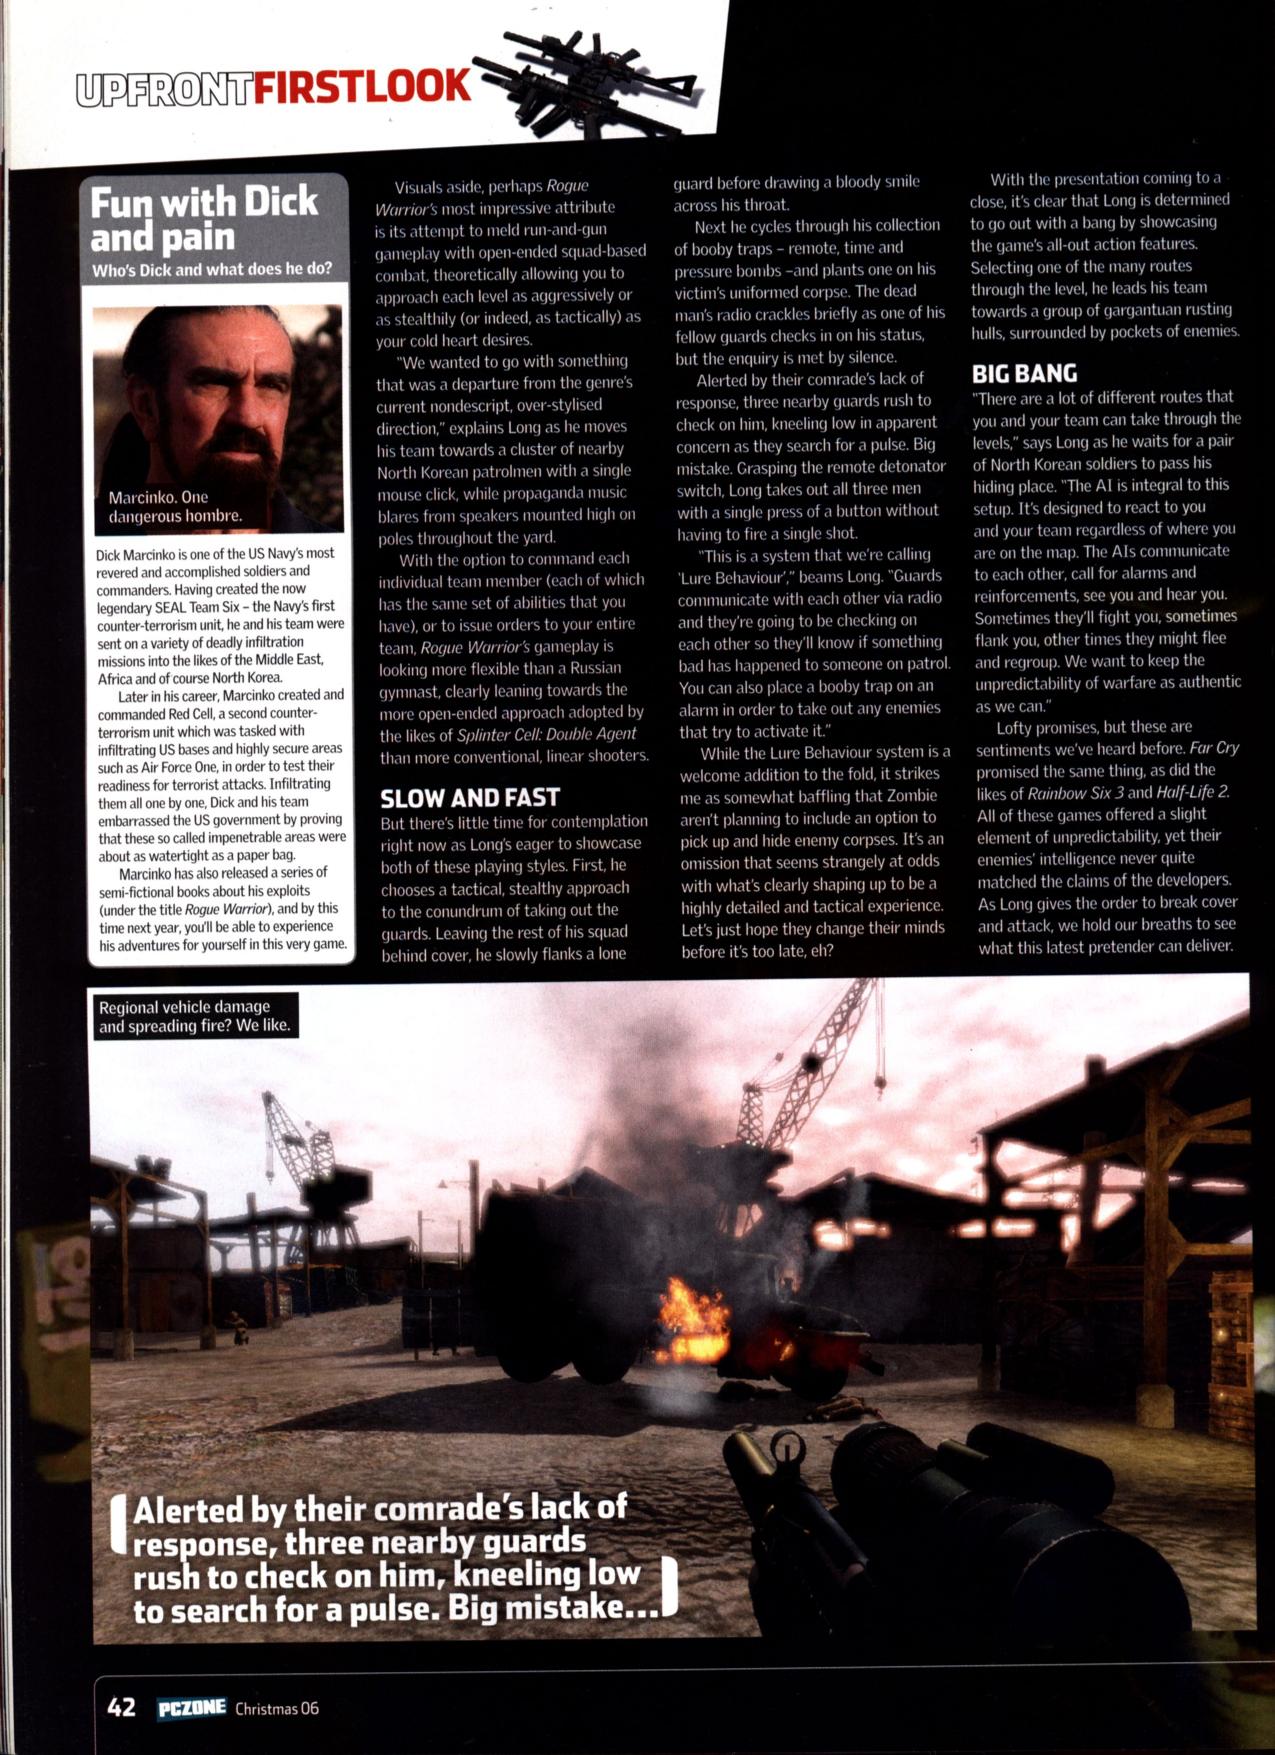 UPFRONTFIRSTLOOK
Fun with Dick
and pain
Who's Dick and what does he do?
Marcinko. One
dangerous hombre.
Dick Marcinko is one of the US Navy's most
revered and accomplished soldiers and
commanders. Having created the now
legendary SEAL Team Six – the Navy's first
counter-terrorism unit, he and his team were
sent on a variety of deadly infiltration
missions into the likes of the Middle East,
Africa and of course North Korea.
Later in his career, Marcinko created and
commanded Red Cell, a second counter-
terrorism unit which was tasked with
infiltrating US bases and highly secure areas
such as Air Force One, in order to test their
readiness for terrorist attacks. Infiltrating
them all one by one, Dick and his team
embarrassed the US government by proving
that these so called impenetrable areas were
about as watertight as a paper bag.
Marcinko has also released a series of
semi-fictional books about his exploits
(under the title Rogue Warrior), and by this
time next year, you'll be able to experience
his adventures for yourself in this very game.
Visuals aside, perhaps Rogue
Warrior's most impressive attribute
is its attempt to meld run-and-gun
gameplay with open-ended squad-based
combat, theoretically allowing you to
approach each level as aggressively or
as stealthily (or indeed, as tactically) as
your cold heart desires.
"We wanted to go with something
that was a departure from the genre's
current nondescript, over-stylised
direction," explains Long as he moves
his team towards a cluster of nearby
North Korean patrolmen with a single
mouse click, while propaganda music
blares from speakers mounted high on
poles throughout the yard.
With the option to command each
individual team member (each of which
has the same set of abilities that you
have), or to issue orders to your entire
team, Rogue Warrior's gameplay is
looking more flexible than a Russian
gymnast, clearly leaning towards the
more open-ended approach adopted by
the likes of Splinter Cell: Double Agent
than more conventional, linear shooters.
SLOW AND FAST
But there's little time for contemplation
right now as Long's eager to showcase
both of these playing styles. First, he
chooses a tactical, stealthy approach
to the conundrum of taking out the
guards. Leaving the rest of his squad
behind cover, he slowly flanks a lone
guard before drawing a bloody smile
across his throat.
Next he cycles through his collection
of booby traps – remote, time and
pressure bombs –and plants one on his
victim's uniformed corpse. The dead
man's radio crackles briefly as one of his
fellow guards checks in on his status,
but the enquiry is met by silence.
Alerted by their comrade's lack of
response, three nearby guards rush to
check on him, kneeling low in apparent
concern as they search for a pulse. Big
mistake. Grasping the remote detonator
switch, Long takes out all three men
with a single press of a button without
having to fire a single shot.
"This is a system that we're calling
'Lure Behaviour'," beams Long. "Guards
communicate with each other via radio
and they're going to be checking on
each other so they'll know if something
bad has happened to someone on patrol.
You can also place a booby trap on an
alarm in order to take out any enemies
that try to activate it."
While the Lure Behaviour system is a
welcome addition to the fold, it strikes
me as somewhat baffling that Zombie
aren't planning to include an option to
pick up and hide enemy corpses. It's an
omission that seems strangely at odds
with what's clearly shaping up to be a
highly detailed and tactical experience.
Let's just hope they change their minds
before it's too late, eh?
With the presentation coming to a
close, it's clear that Long is determined
to go out with a bang by showcasing
the game's all-out action features.
Selecting one of the many routes
through the level, he leads his team
towards a group of gargantuan rusting
hulls, surrounded by pockets of enemies.
BIG BANG
"There are a lot of different routes that
you and your team can take through the
levels," says Long as he waits for a pair
of North Korean soldiers to pass his
hiding place. "The AI is integral to this
setup. It's designed to react to you
and your team regardless of where you
are on the map. The AIs communicate
to each other, call for alarms and
reinforcements, see you and hear you.
Sometimes they'll fight you, sometimes
flank you, other times they might flee
and regroup. We want to keep the
unpredictability of warfare as authentic
as we can."
Lofty promises, but these are
sentiments we've heard before. Far Cry
promised the same thing, as did the
likes of Rainbow Six 3 and Half-Life 2.
All of these games offered a slight
element of unpredictability, yet their
enemies' intelligence never quite
matched the claims of the developers.
As Long gives the order to break cover
and attack, we hold our breaths to see
what this latest pretender can deliver.
Regional vehicle damage
and spreading fire? We like.
Alerted by their comrade's lack of
response, three nearby guards
rush to check on him, kneeling low
to search for a pulse. Big mistake...
42 PCZONE Christmas 06